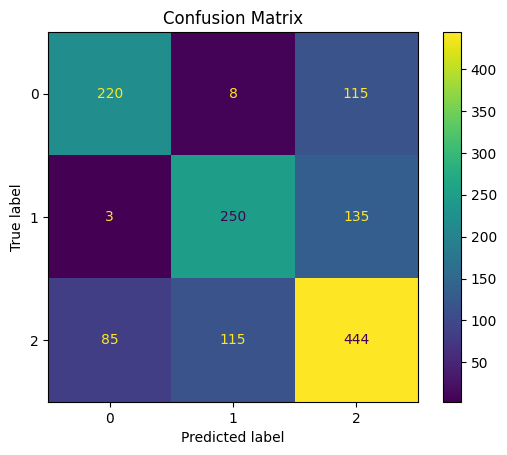 Confusion Matrix
0 220 8 115
1 3 250 135
2 85 115 444
0 1 2
Predicted label
True label
400
350
300
250
200
150
100
50